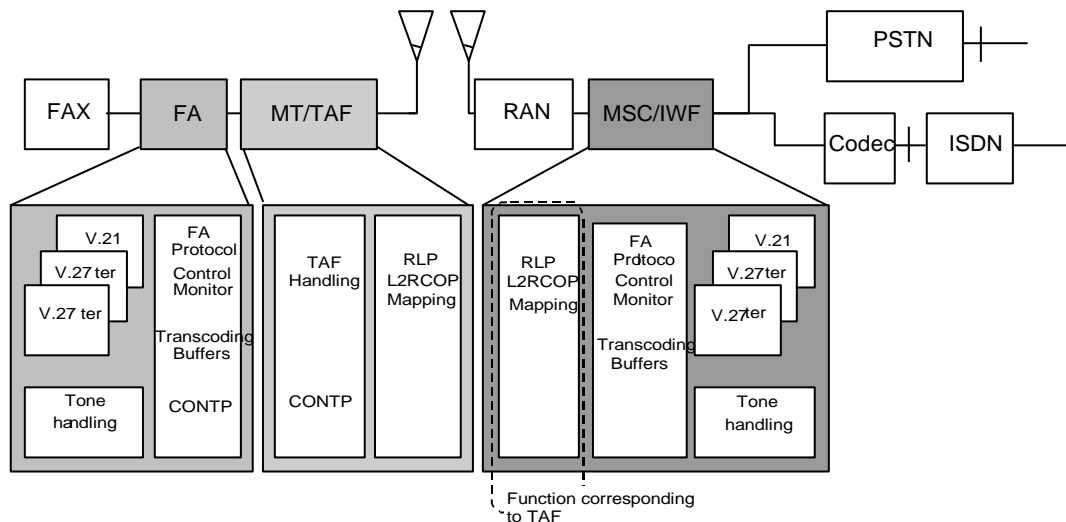 PSTN
FAX
FA
MT/TAF
RAN
MSC/IWF
Codec
ISDN
V.21
V.27 ter
V.27 ter
Tone
handling
FA
Protocol
Control
Monitor
Transcoding
Buffers
CONTP
TAF
Handling
CONTP
RLP
L2RCOP
Mapping
RLP
L2RCOP
Mapping
FA
Protoco
Control
Monitor
Transcoding
Buffers
V.21
V.27ter
V.27ter
Tone
handling
Function corresponding
to TAF